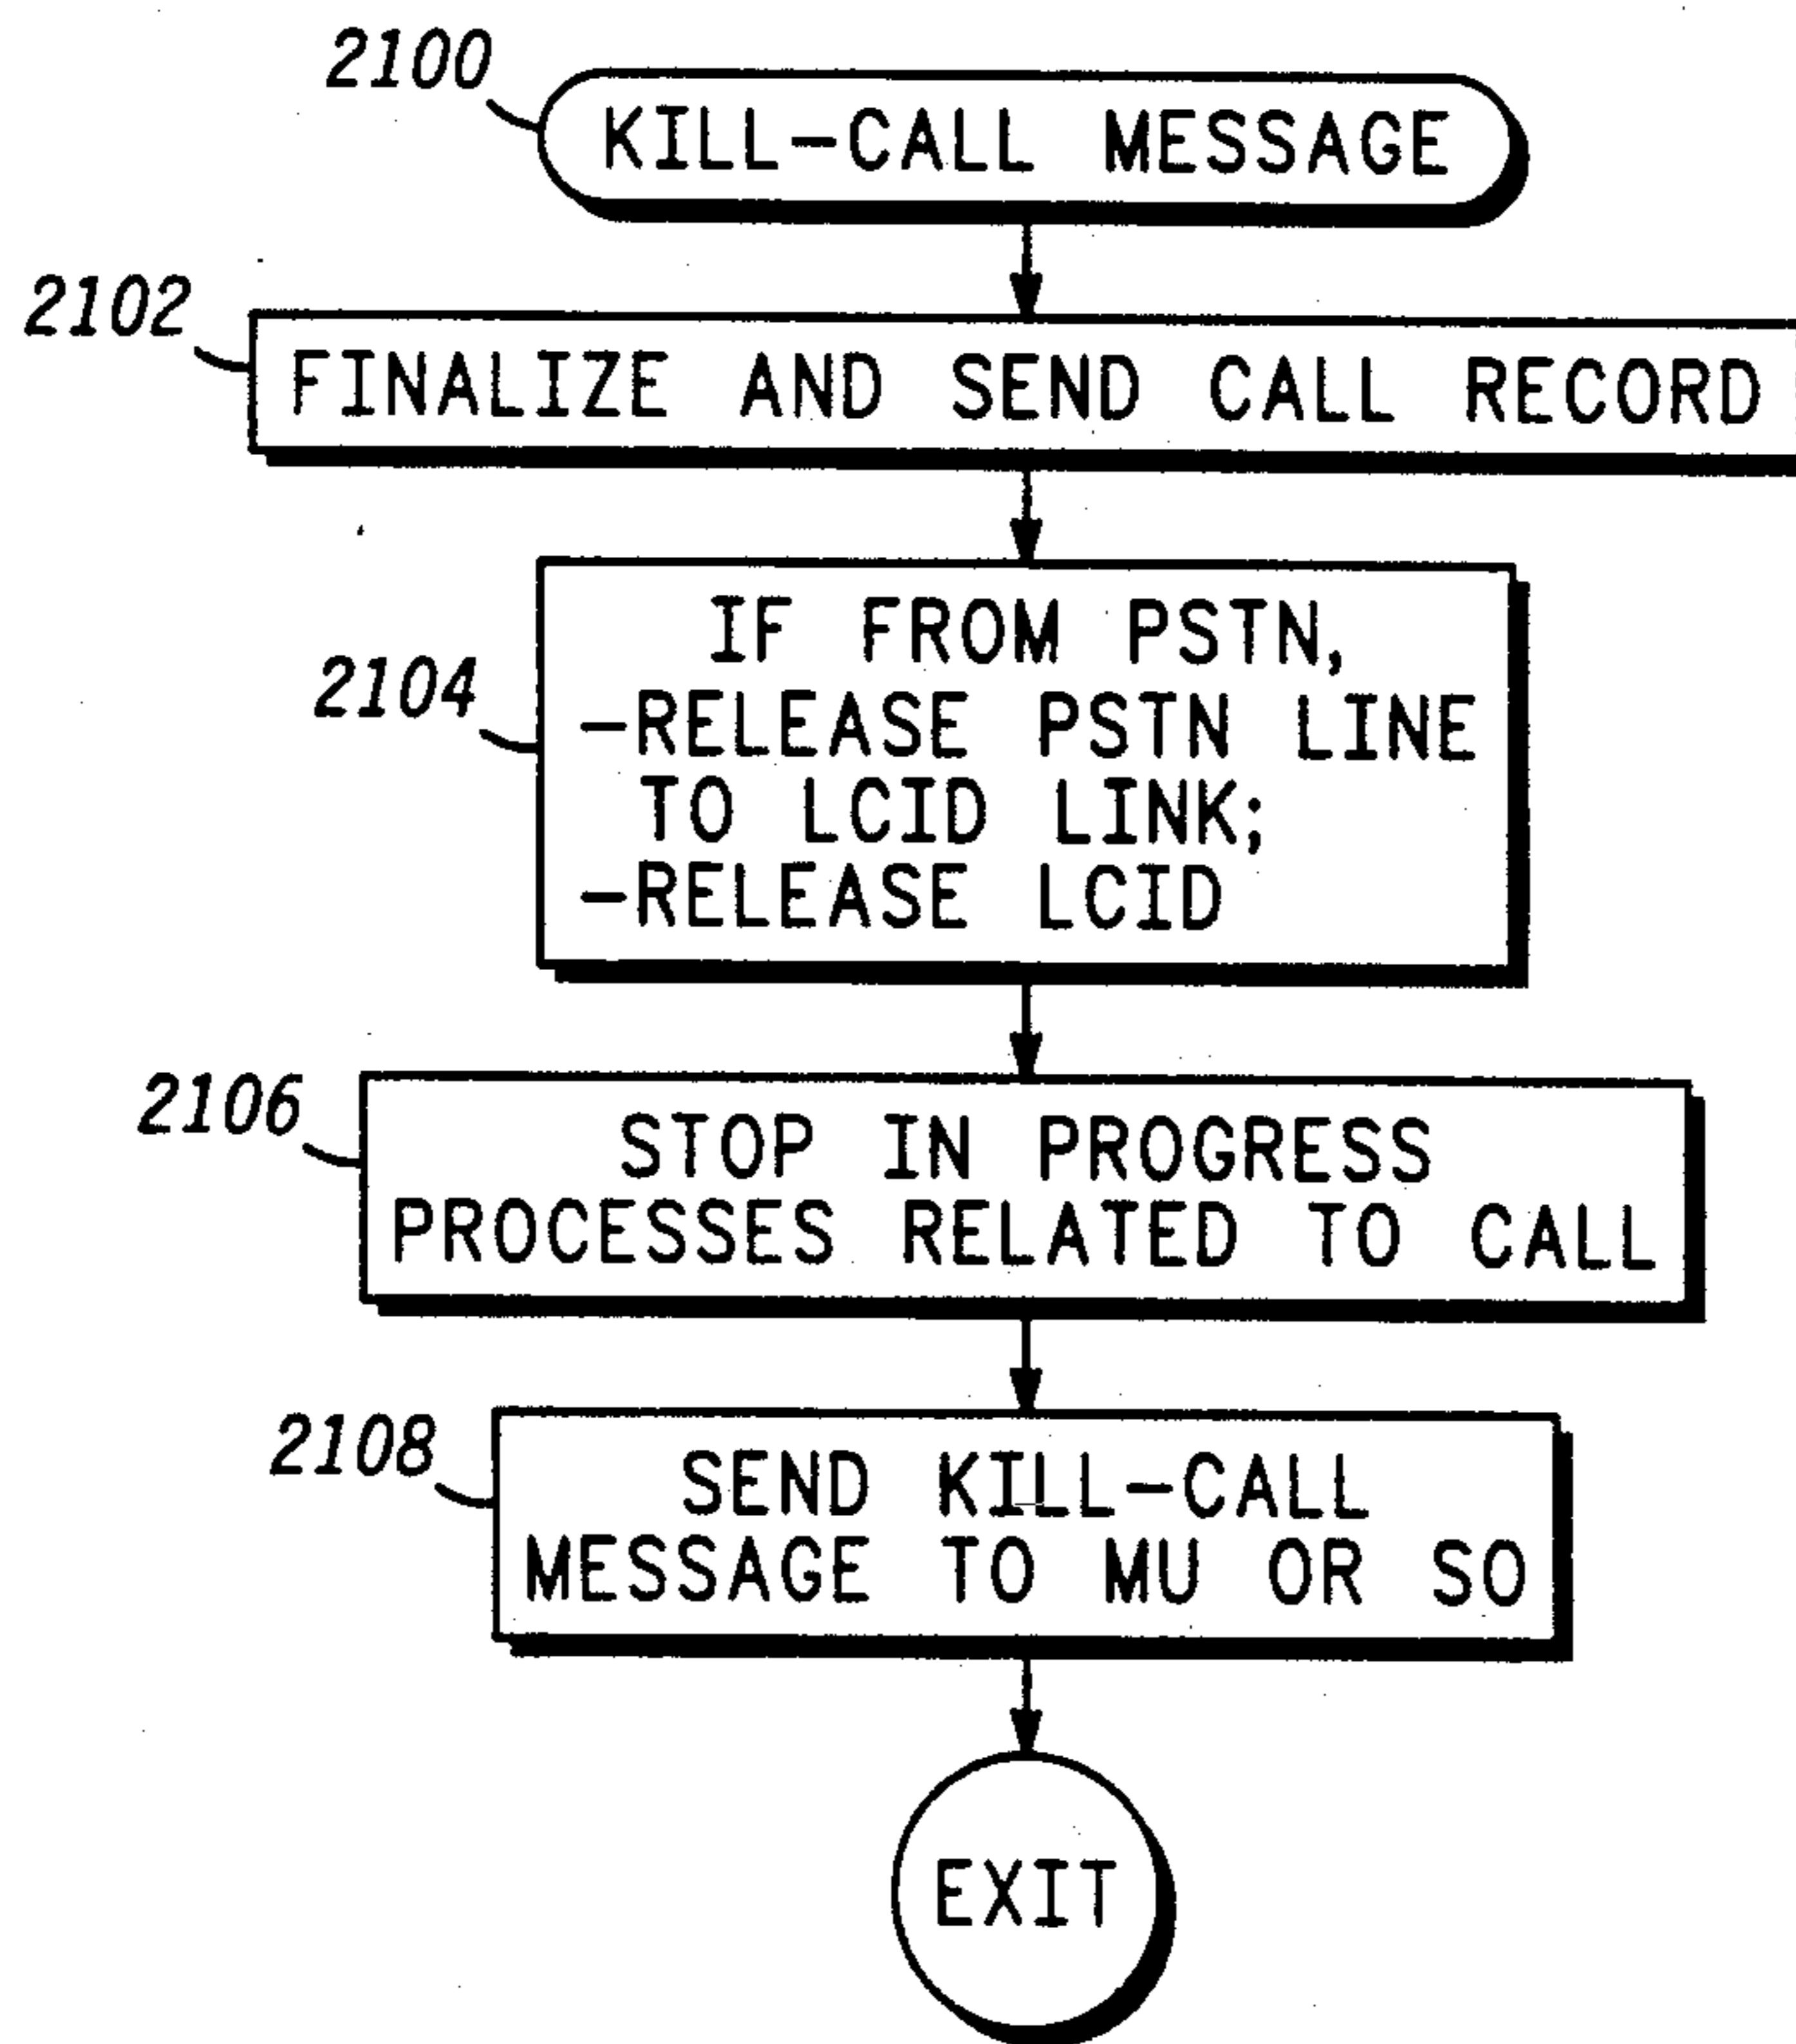 2100
KILL-CALL MESSAGE
2102
FINALIZE AND SEND CALL RECORD
2104
IF FROM PSTN,
-RELEASE PSTN LINE
TO LCID LINK;
-RELEASE LCID
2106
STOP IN PROGRESS
PROCESSES RELATED TO CALL
2108
SEND KILL-CALL
MESSAGE TO MU OR SO
EXIT